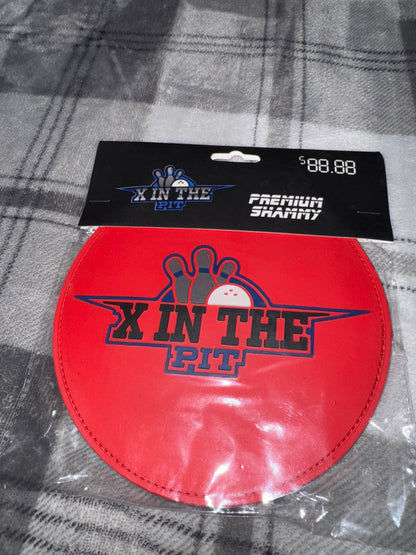 X IN THE
PIT
$88.88
PREMIUM
SHAMMY
X IN THE
PIT